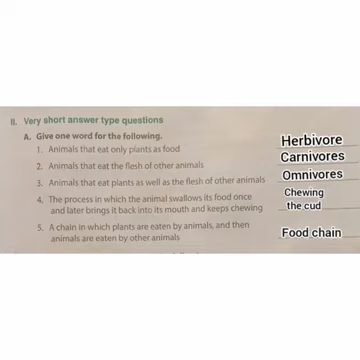 II. Very short answer type questions
A. Give one word for the following.
1. Animals that eat only plants as food Herbivore
2. Animals that eat the flesh of other animals Carnivores
3. Animals that eat plants as well as the flesh of other animals Omnivores
4. The process in which the animal swallows its food once Chewing
and later brings it back into its mouth and keeps chewing the cud
5. A chain in which plants are eaten by animals, and then
animals are eaten by other animals Food chain